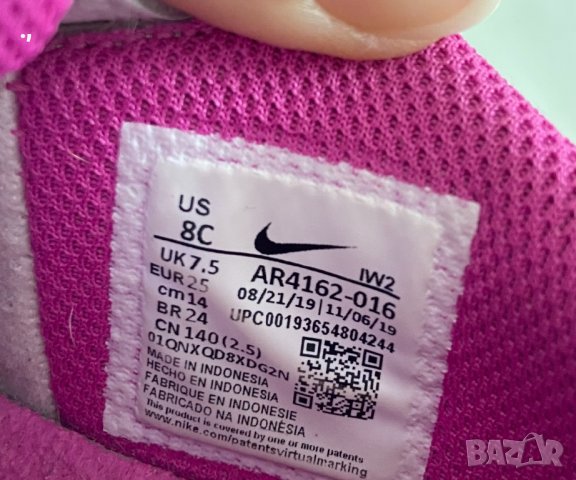 US
8C
IW2
UK 7.5
AR4162-016
EUR 25
08/21/19 | 11/06/19
cm 14
UPC00193654804244
BR 24
CN 140 (2.5)
01QNXQD8XDG2N
MADE IN INDONESIA
HECHO EN INDONESIA
FABRIQUE EN INDONESIE
FABRICADO NA INDONÉSIA
This product is covered by one or more patents
www.nike.com/patentsvirtualmarking
BAZAR